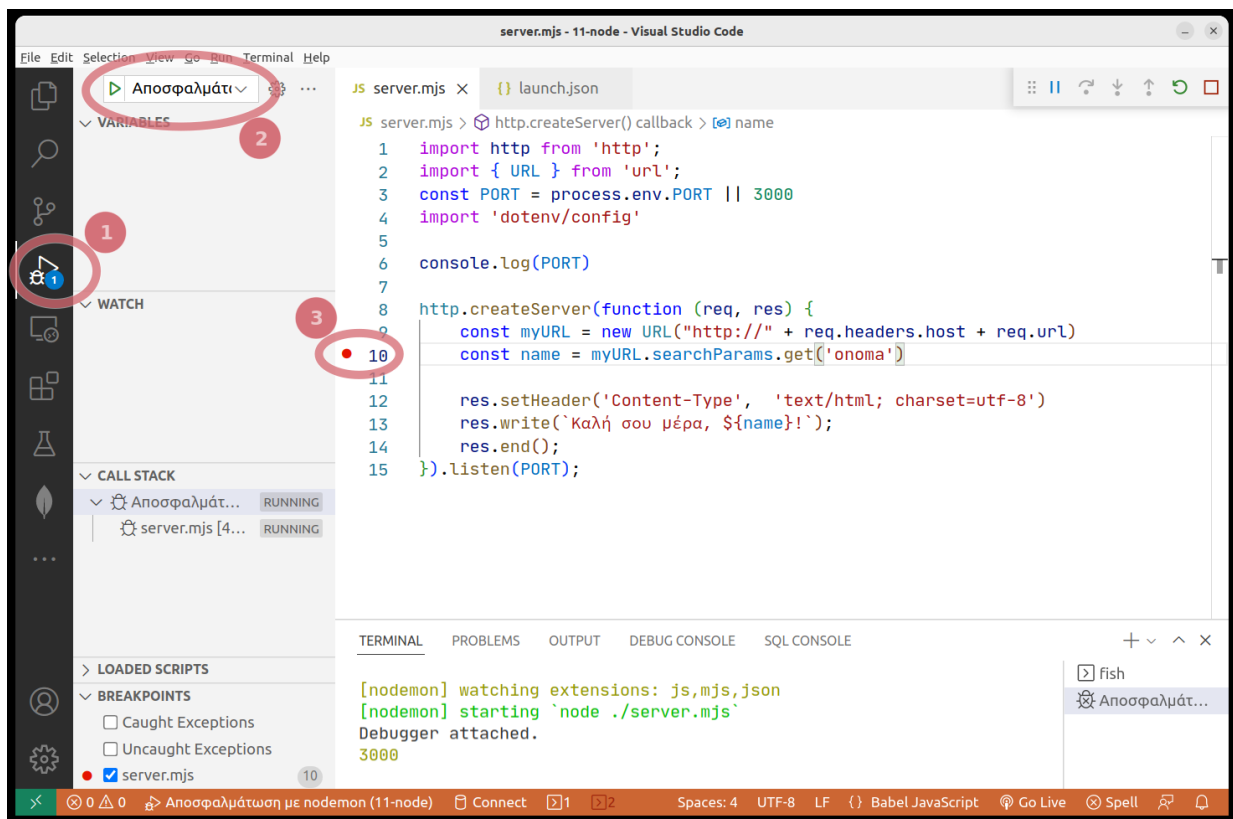 server.mjs - 11-node - Visual Studio Code
File Edit Selection View Go Run Terminal Help
Αποσφαλμάτι
JS server.mjs
{} launch.json
2
VARIABLES
JS server.mjs > http.createServer() callback > name
1 import http from 'http';
2 import { URL } from 'url';
3 const PORT = process.env.PORT || 3000
4 import 'dotenv/config'
5
6 console.log(PORT)
7
8 http.createServer(function (req, res) {
9 const myURL = new URL("http://" + req.headers.host + req.url)
10 const name = myURL.searchParams.get('onoma')
11
12 res.setHeader('Content-Type', 'text/html; charset=utf-8')
13 res.write(`Καλή σου μέρα, ${name}!`);
14 res.end();
15 }).listen(PORT);
1
1
WATCH
3
CALL STACK
Αποσφαλμάτ... RUNNING
server.mjs [4... RUNNING
LOADED SCRIPTS
BREAKPOINTS
Caught Exceptions
Uncaught Exceptions
server.mjs 10
TERMINAL PROBLEMS OUTPUT DEBUG CONSOLE SQL CONSOLE
[nodemon] watching extensions: js,mjs,json
[nodemon] starting `node ./server.mjs`
Debugger attached.
3000
fish
Αποσφαλμάτ...
0 0 Αποσφαλμάτωση με nodemon (11-node) Connect 1 2 Spaces: 4 UTF-8 LF {} Babel JavaScript Go Live Spell